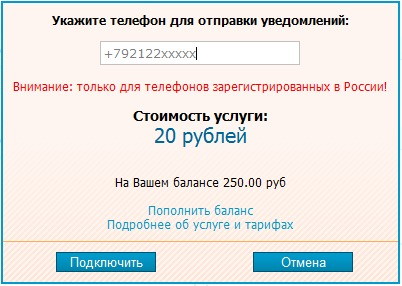 Укажите телефон для отправки уведомлений:
+792122xxxxx
Внимание: только для телефонов зарегистрированных в России!
Стоимость услуги:
20 рублей
На Вашем балансе 250.00 руб
Пополнить баланс
Подробнее об услуге и тарифах
Подключить
Отмена